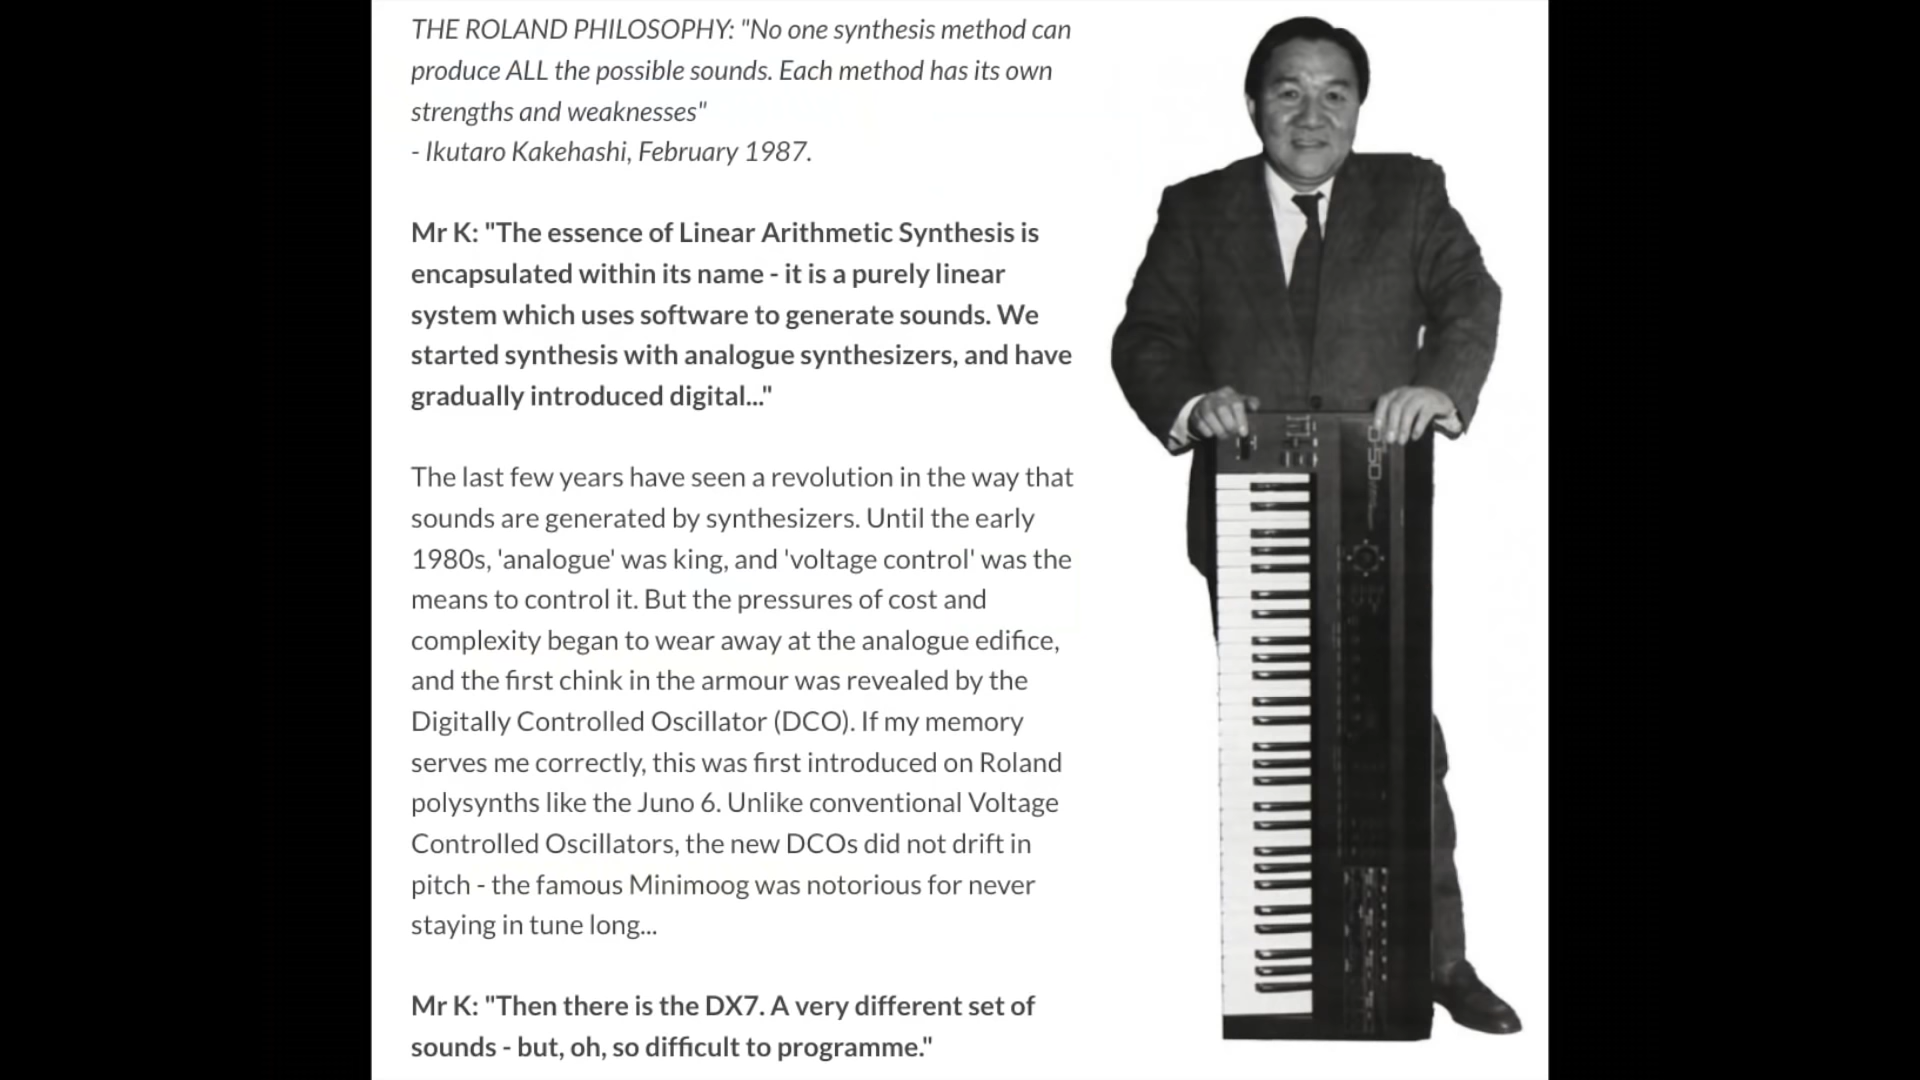 THE ROLAND PHILOSOPHY: "No one synthesis method can
produce ALL the possible sounds. Each method has its own
strengths and weaknesses"
- Ikutaro Kakehashi, February 1987.
Mr K: "The essence of Linear Arithmetic Synthesis is
encapsulated within its name - it is a purely linear
system which uses software to generate sounds. We
started synthesis with analogue synthesizers, and have
gradually introduced digital..."
The last few years have seen a revolution in the way that
sounds are generated by synthesizers. Until the early
1980s, 'analogue' was king, and 'voltage control' was the
means to control it. But the pressures of cost and
complexity began to wear away at the analogue edifice,
and the first chink in the armour was revealed by the
Digitally Controlled Oscillator (DCO). If my memory
serves me correctly, this was first introduced on Roland
polysynths like the Juno 6. Unlike conventional Voltage
Controlled Oscillators, the new DCOs did not drift in
pitch - the famous Minimoog was notorious for never
staying in tune long...
Mr K: "Then there is the DX7. A very different set of
sounds - but, oh, so difficult to programme."
D-50